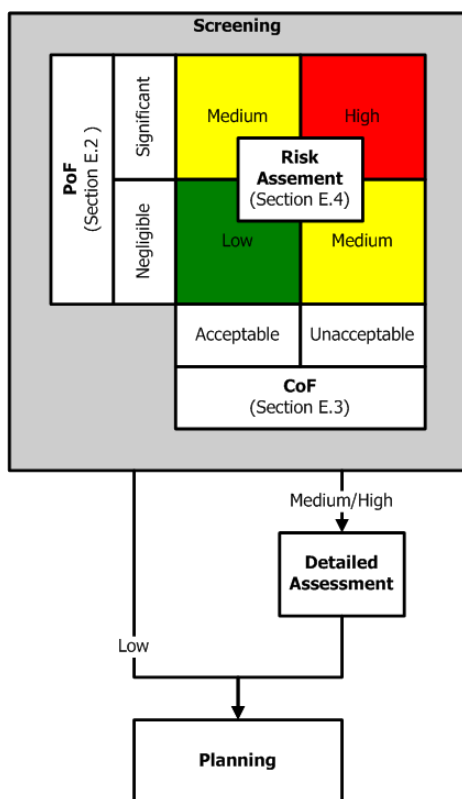 Screening
PoF
(Section E.2 )
Significant
Negligible
Medium
High
Risk
Assement
(Section E.4)
Low
Medium
Acceptable
Unacceptable
CoF
(Section E.3)
Medium/High
Detailed
Assessment
Low
Planning